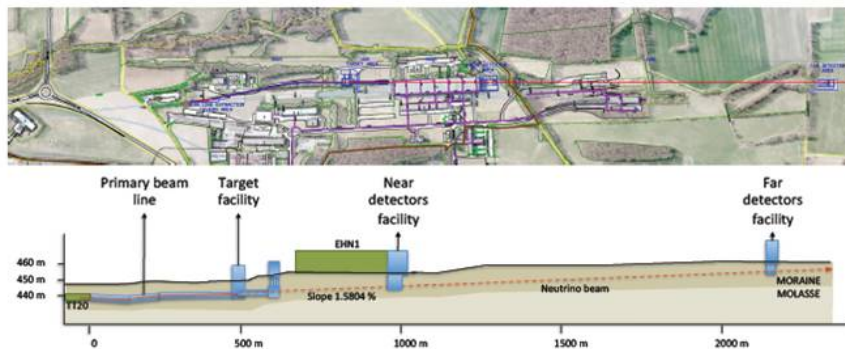 Primary beam line
Target facility
Near detectors facility
Far detectors facility
EHN1
460 m
450 m
440 m
TT20
Slope 1.5804 %
Neutrino beam
MORAINE
MOLASSE
0
500 m
1000 m
1500 m
2000 m